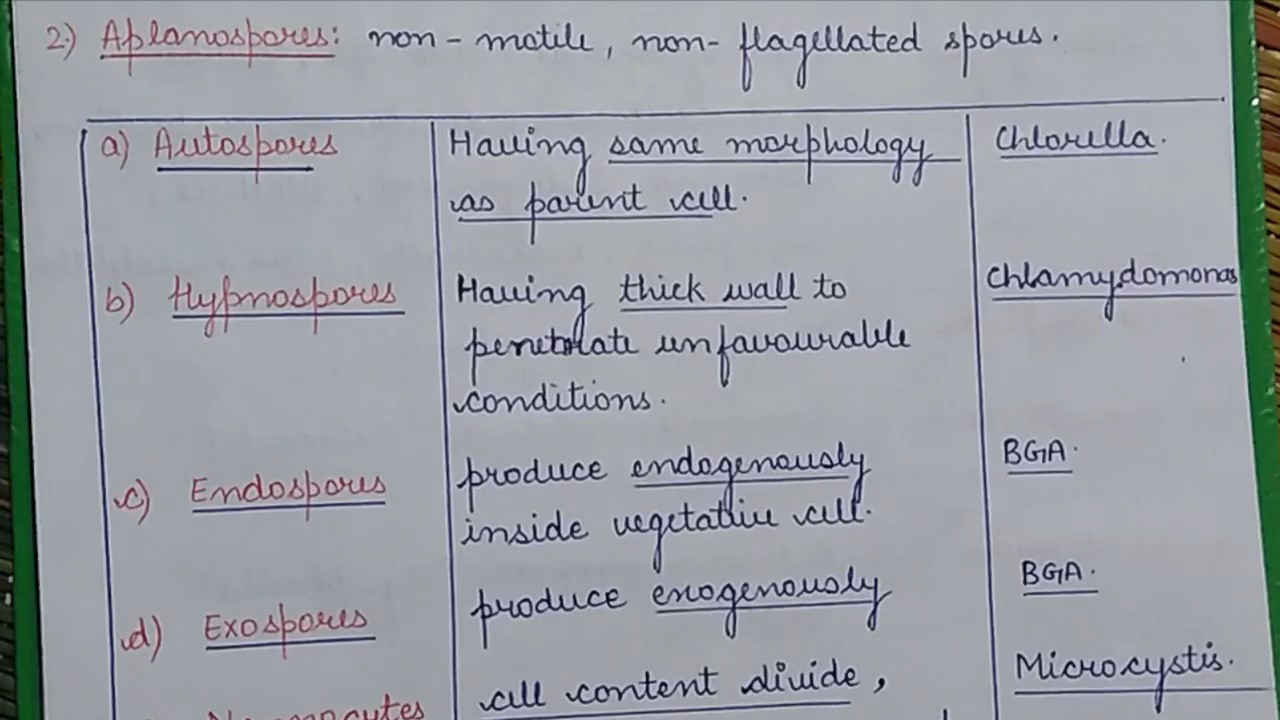 2.) Aplanospores: non-motile, non-flagellated spores.
a) Autospores Having same morphology Chlorella.
as parent cell.
b) Hypnospores Having thick wall to Chlamydomonas
penetrate unfavourable
conditions.
c) Endospores produce endogenously BGA.
inside vegetative cell.
d) Exospores produce exogenously BGA.
cell content divide, Microcystis.